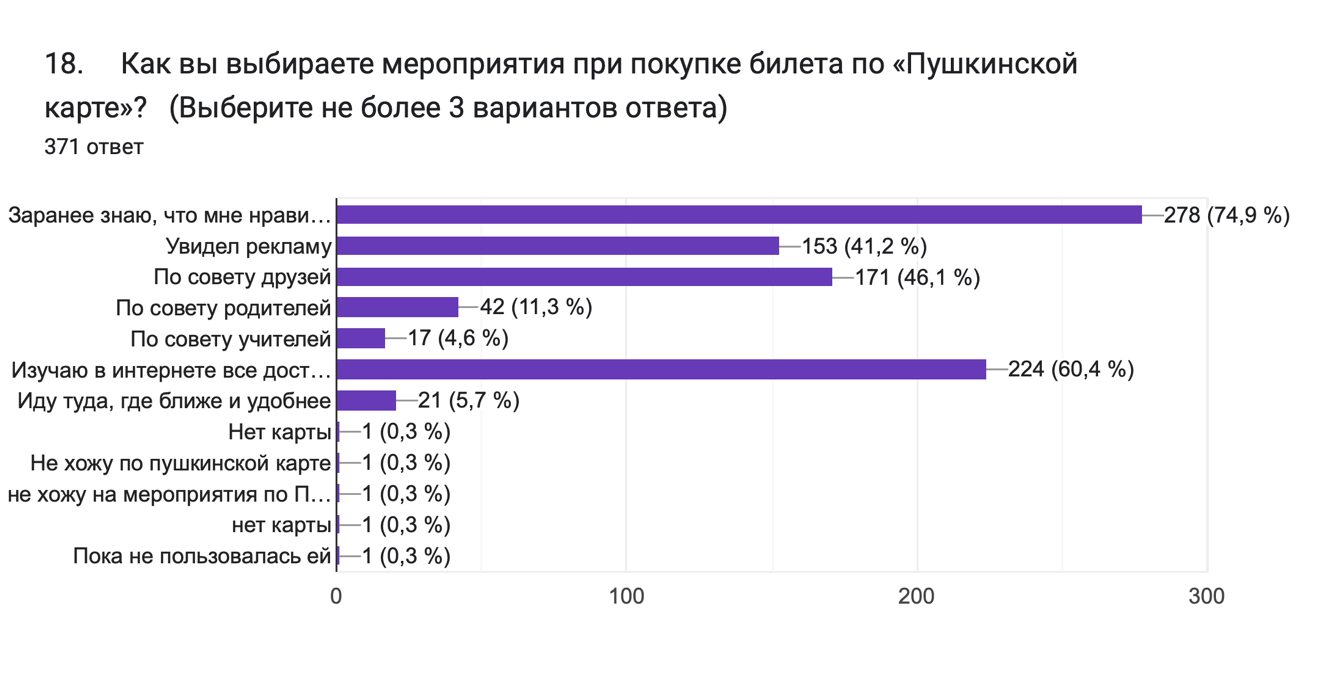 18. Как вы выбираете мероприятия при покупке билета по «Пушкинской
карте»? (Выберите не более 3 вариантов ответа)
371 ответ
Заранее знаю, что мне нрави… 278 (74,9 %)
Увидел рекламу 153 (41,2 %)
По совету друзей 171 (46,1 %)
По совету родителей 42 (11,3 %)
По совету учителей 17 (4,6 %)
Изучаю в интернете все дост… 224 (60,4 %)
Иду туда, где ближе и удобнее 21 (5,7 %)
Нет карты 1 (0,3 %)
Не хожу по пушкинской карте 1 (0,3 %)
не хожу на мероприятия по П… 1 (0,3 %)
нет карты 1 (0,3 %)
Пока не пользовалась ей 1 (0,3 %)
0 100 200 300